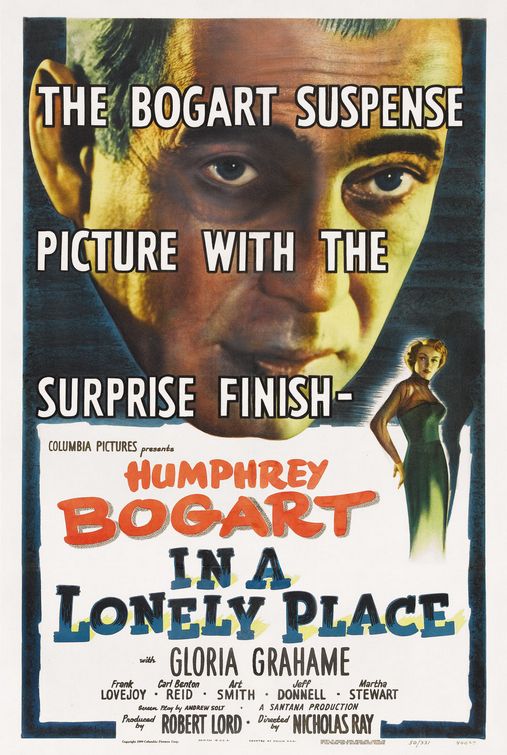 THE BOGART SUSPENSE
PICTURE WITH THE
SURPRISE FINISH-
COLUMBIA PICTURES presents
HUMPHREY
BOGART
IN A
LONELY PLACE
with GLORIA GRAHAME
Frank LOVEJOY · Carl Benton REID · Art SMITH · Jeff DONNELL · Martha STEWART
Screen Play by ANDREW SOLT · A SANTANA PRODUCTION
Produced by ROBERT LORD · Directed by NICHOLAS RAY